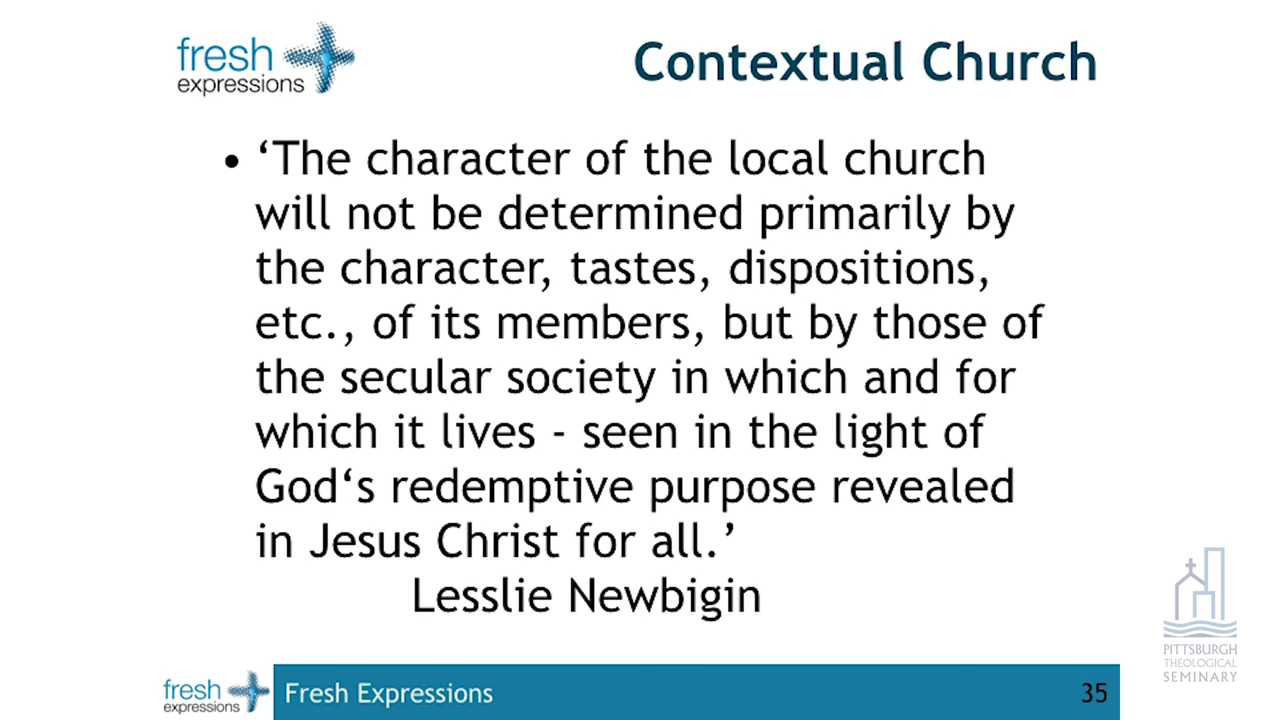 fresh
expressions
Contextual Church
• ‘The character of the local church
will not be determined primarily by
the character, tastes, dispositions,
etc., of its members, but by those of
the secular society in which and for
which it lives - seen in the light of
God‘s redemptive purpose revealed
in Jesus Christ for all.’
Lesslie Newbigin
PITTSBURGH
THEOLOGICAL
SEMINARY
fresh
expressions
Fresh Expressions
35